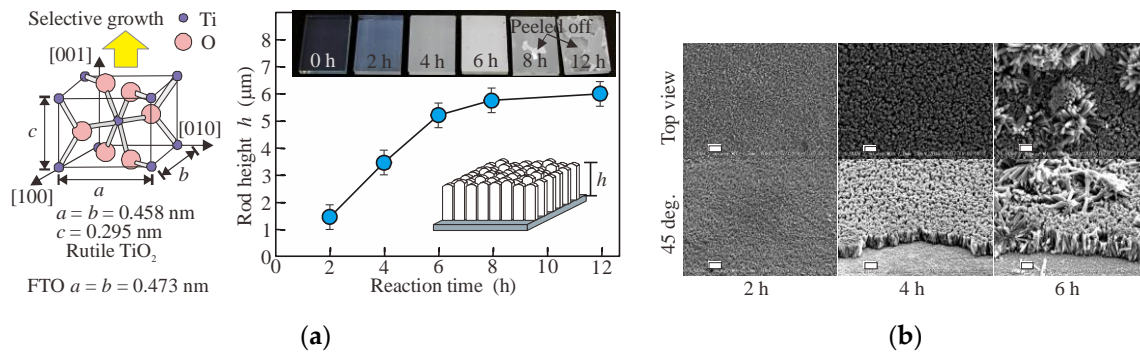 Selective growth
Ti
O
[001]
[010]
[100]
c
b
a
a = b = 0.458 nm
c = 0.295 nm
Rutile TiO₂
FTO a = b = 0.473 nm
Rod height h (μm)
8
7
6
5
4
3
2
1
0 2 4 6 8 10 12
Reaction time (h)
Peeled off
0 h 2 h 4 h 6 h 8 h 12 h
h
(a)
Top view
45 deg.
2 h 4 h 6 h
(b)